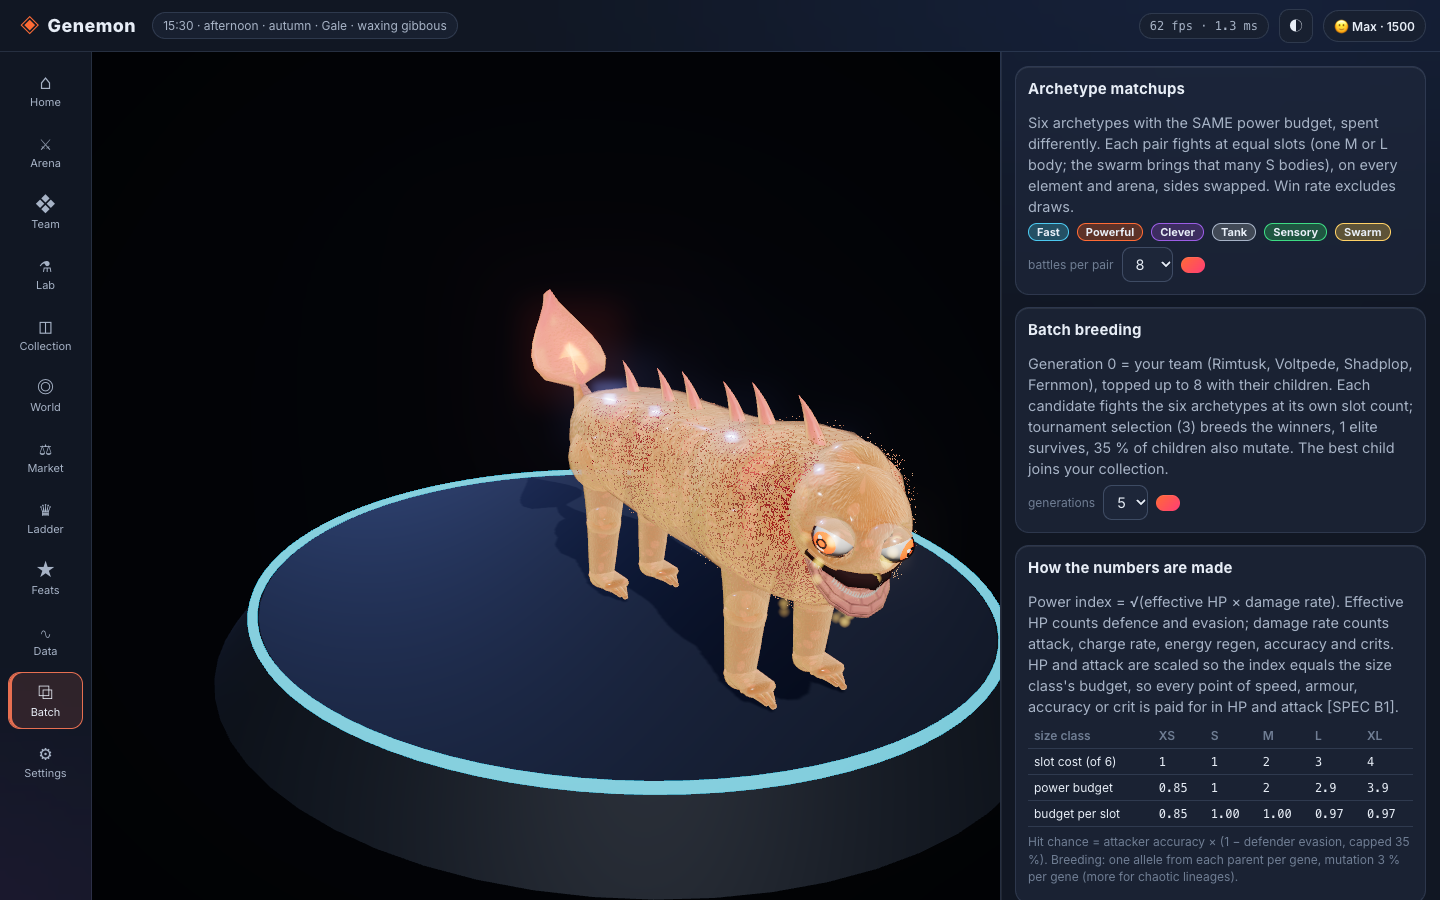 Genemon
15:30 · afternoon · autumn · Gale · waxing gibbous
62 fps · 1.3 ms
Max · 1500
Home
Arena
Team
Lab
Collection
World
Market
Ladder
Feats
Data
Batch
Settings
Archetype matchups
Six archetypes with the SAME power budget, spent
differently. Each pair fights at equal slots (one M or L
body; the swarm brings that many S bodies), on every
element and arena, sides swapped. Win rate excludes
draws.
Fast Powerful Clever Tank Sensory Swarm
battles per pair 8
Batch breeding
Generation 0 = your team (Rimtusk, Voltpede, Shadplop,
Fernmon), topped up to 8 with their children. Each
candidate fights the six archetypes at its own slot count;
tournament selection (3) breeds the winners, 1 elite
survives, 35 % of children also mutate. The best child
joins your collection.
generations 5
How the numbers are made
Power index = √(effective HP × damage rate). Effective
HP counts defence and evasion; damage rate counts
attack, charge rate, energy regen, accuracy and crits.
HP and attack are scaled so the index equals the size
class's budget, so every point of speed, armour,
accuracy or crit is paid for in HP and attack [SPEC B1].
size class XS S M L XL
slot cost (of 6) 1 1 2 3 4
power budget 0.85 1 2 2.9 3.9
budget per slot 0.85 1.00 1.00 0.97 0.97
Hit chance = attacker accuracy × (1 − defender evasion, capped 35
%). Breeding: one allele from each parent per gene, mutation 3 %
per gene (more for chaotic lineages).